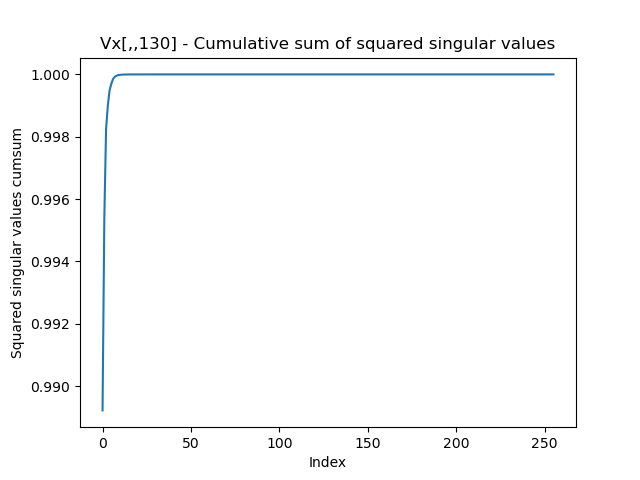 Vx[,,130] - Cumulative sum of squared singular values
1.000
0.998
0.996
0.994
0.992
0.990
Squared singular values cumsum
0 50 100 150 200 250
Index